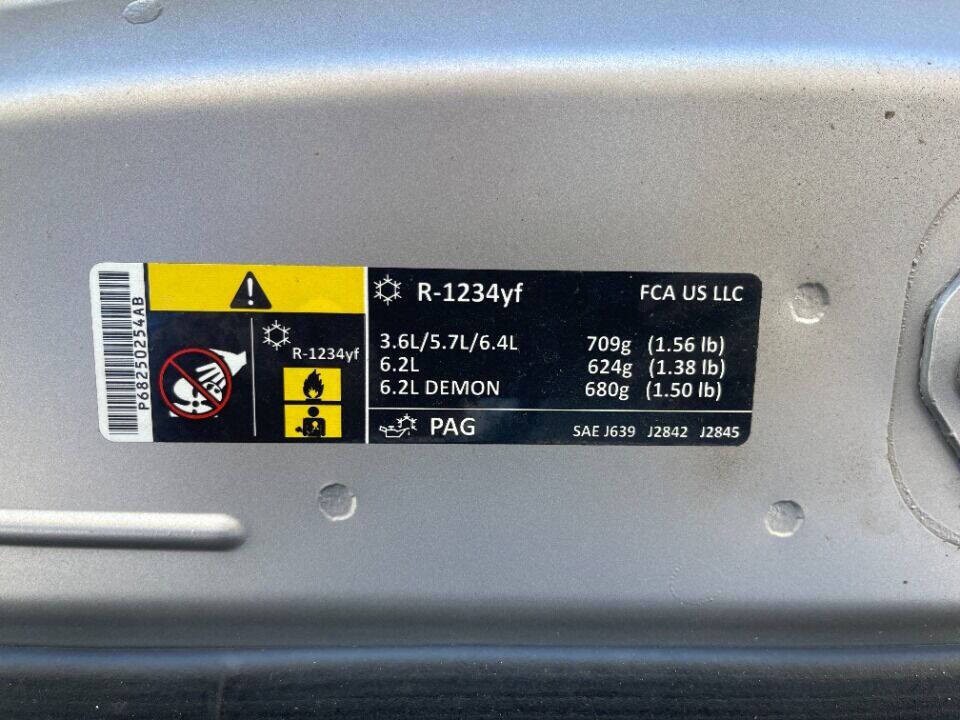 P68250254AB
R-1234yf
R-1234yf FCA US LLC
3.6L/5.7L/6.4L 709g (1.56 lb)
6.2L 624g (1.38 lb)
6.2L DEMON 680g (1.50 lb)
PAG SAE J639 J2842 J2845